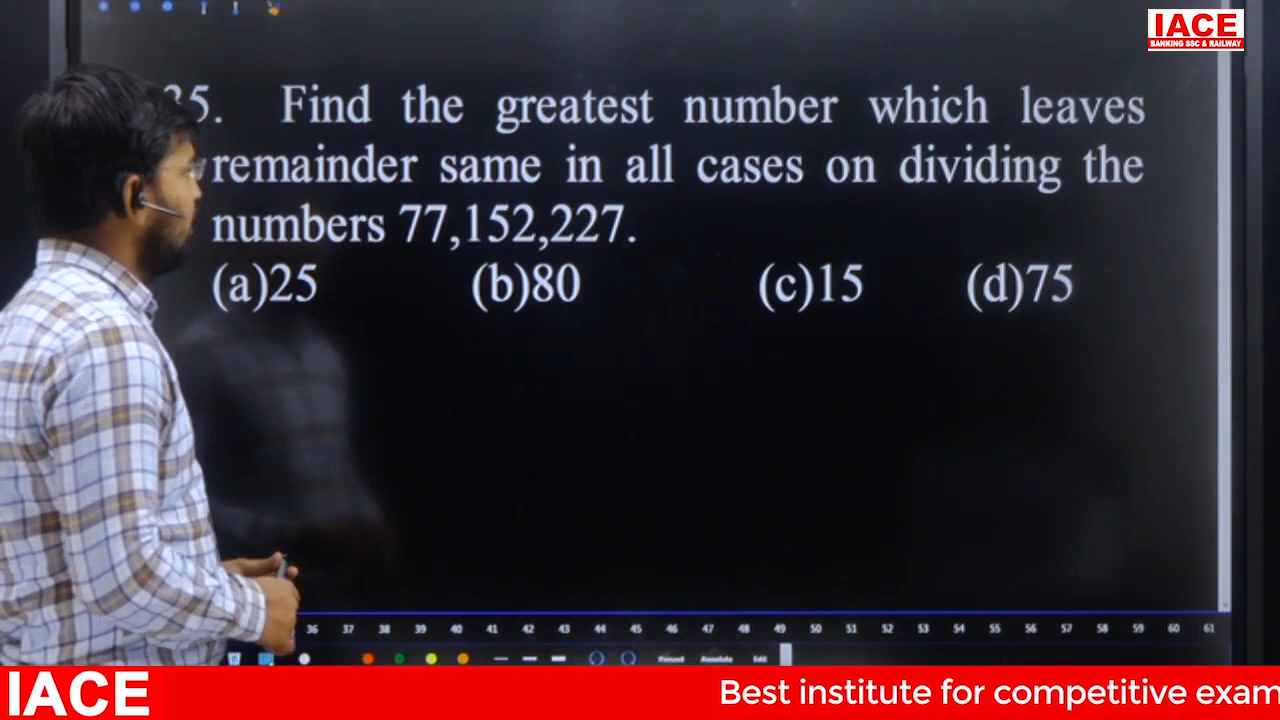 IACE
BANKING SSC & RAILWAY
35. Find the greatest number which leaves
remainder same in all cases on dividing the
numbers 77,152,227.
(a)25 (b)80 (c)15 (d)75
36 37 38 39 40 41 42 43 44 45 46 47 48 49 50 51 52 53 54 55 56 57 58 59 60 61
Annotate Edit
IACE Best institute for competitive exam